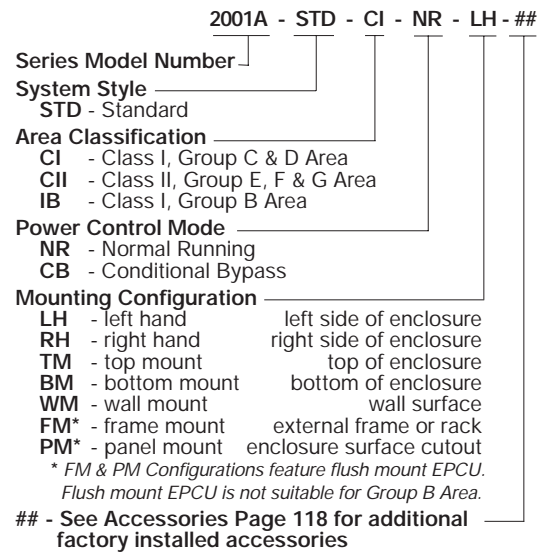 2001A - STD - CI - NR - LH - ##
Series Model Number
System Style
STD - Standard
Area Classification
CI - Class I, Group C & D Area
CII - Class II, Group E, F & G Area
IB - Class I, Group B Area
Power Control Mode
NR - Normal Running
CB - Conditional Bypass
Mounting Configuration
LH - left hand left side of enclosure
RH - right hand right side of enclosure
TM - top mount top of enclosure
BM - bottom mount bottom of enclosure
WM - wall mount wall surface
FM* - frame mount external frame or rack
PM* - panel mount enclosure surface cutout
* FM & PM Configurations feature flush mount EPCU.
Flush mount EPCU is not suitable for Group B Area.
## - See Accessories Page 118 for additional
factory installed accessories